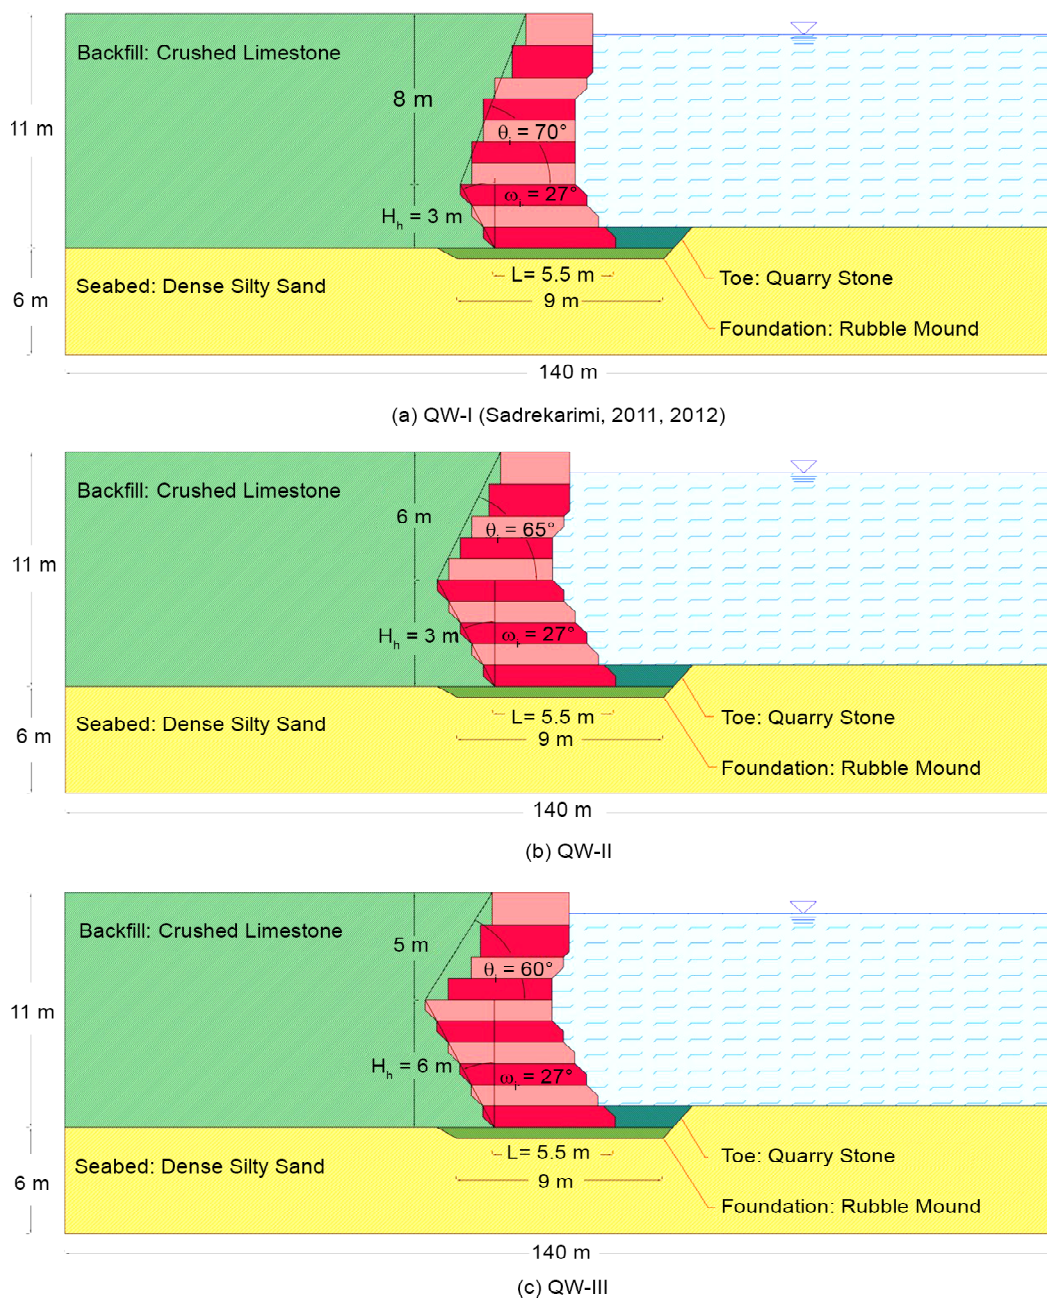 Backfill: Crushed Limestone
8 m
11 m
θi = 70°
ωr = 27°
Hh = 3 m
Seabed: Dense Silty Sand
L= 5.5 m
Toe: Quarry Stone
6 m
9 m
Foundation: Rubble Mound
140 m
(a) QW-I (Sadrekarimi, 2011, 2012)
Backfill: Crushed Limestone
6 m
θi = 65°
11 m
Hh = 3 m
ωr = 27°
Seabed: Dense Silty Sand
L= 5.5 m
Toe: Quarry Stone
6 m
9 m
Foundation: Rubble Mound
140 m
(b) QW-II
Backfill: Crushed Limestone
5 m
θi = 60°
11 m
Hh = 6 m
ωr = 27°
Seabed: Dense Silty Sand
L= 5.5 m
Toe: Quarry Stone
6 m
9 m
Foundation: Rubble Mound
140 m
(c) QW-III